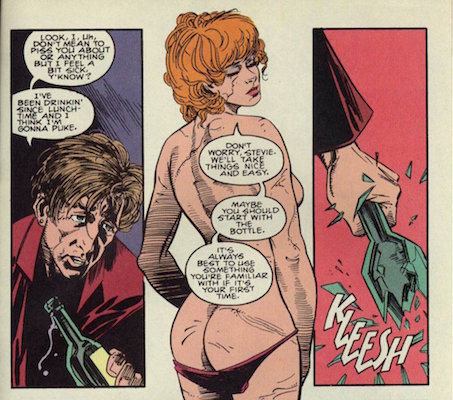 LOOK, I, UH,
DON'T MEAN TO
PISS YOU ABOUT
OR ANYTHING
BUT I FEEL A
BIT SICK,
Y'KNOW?
I'VE
BEEN DRINKIN'
SINCE LUNCH-
TIME AND I
THINK I'M
GONNA PUKE.
DON'T
WORRY, STEVIE.
WE'LL TAKE
THINGS NICE
AND EASY.
MAYBE
YOU SHOULD
START WITH
THE
BOTTLE.
IT'S
ALWAYS
BEST TO USE
SOMETHING
YOU'RE FAMILIAR
WITH IF IT'S
YOUR FIRST
TIME.
KLEESH